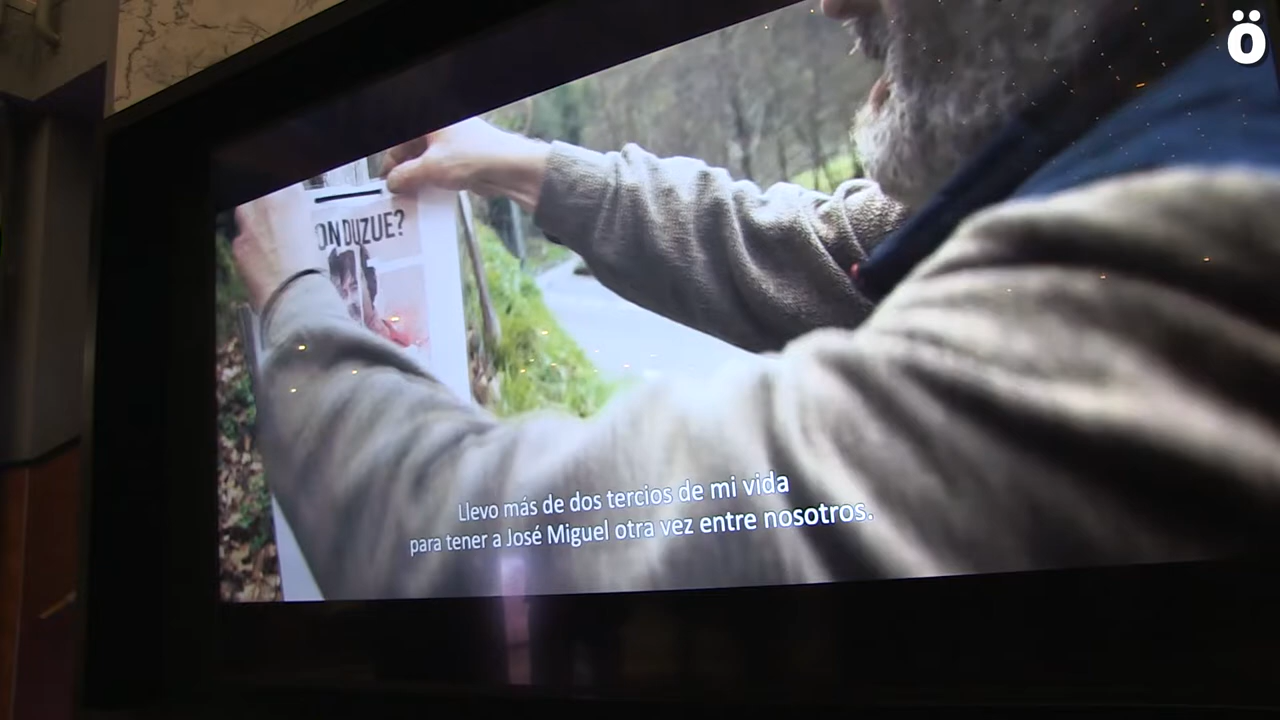 ö
ON DUZUE?
Llevo más de dos tercios de mi vida
para tener a José Miguel otra vez entre nosotros.